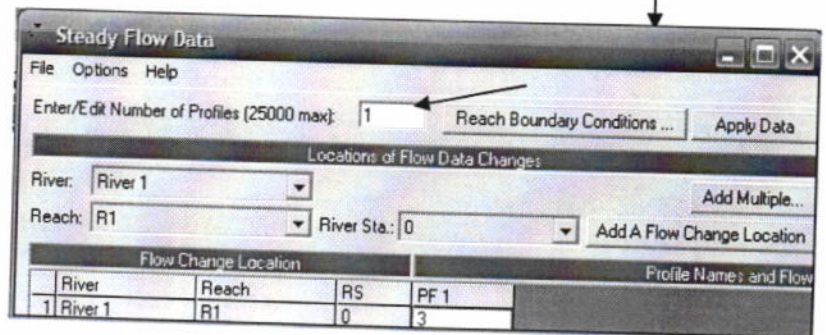 Steady Flow Data
File Options Help
Enter/Edit Number of Profiles (25000 max): 1 Reach Boundary Conditions ... Apply Data
Locations of Flow Data Changes
River: River 1 Add Multiple...
Reach: R1 River Sta.: 0 Add A Flow Change Location
Flow Change Location Profile Names and Flow
River Reach RS PF 1
1 River 1 R1 0 3